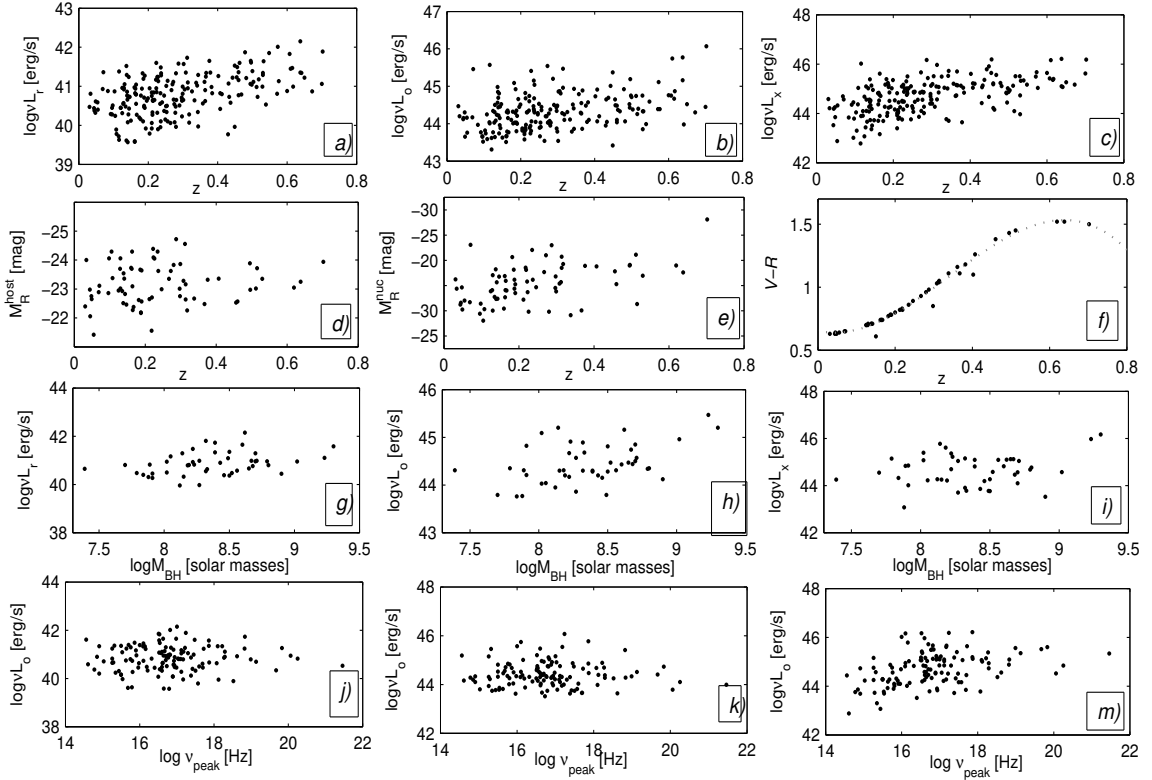 43
42
41
40
39
logνL_r [erg/s]
a)
0 0.2 0.4 0.6 0.8
z
47
46
45
44
43
logνL_o [erg/s]
b)
0 0.2 0.4 0.6 0.8
z
48
46
44
42
logνL_x [erg/s]
c)
0 0.2 0.4 0.6 0.8
z
−25
−24
−23
−22
M_R^host [mag]
d)
0 0.2 0.4 0.6 0.8
z
−30
−20
−30
−25
M_R^nuc [mag]
e)
0 0.2 0.4 0.6 0.8
z
1.5
1
0.5
V−R
f)
0 0.2 0.4 0.6 0.8
z
44
42
40
38
logνL_r [erg/s]
g)
7.5 8 8.5 9 9.5
logM_BH [solar masses]
46
45
44
43
logνL_o [erg/s]
h)
7.5 8 8.5 9 9.5
logM_BH [solar masses]
48
46
44
42
logνL_x [erg/s]
i)
7.5 8 8.5 9 9.5
logM_BH [solar masses]
44
42
40
38
logνL_o [erg/s]
j)
14 16 18 20 22
log ν_peak [Hz]
48
46
44
42
logνL_o [erg/s]
k)
14 16 18 20 22
log ν_peak [Hz]
48
46
44
42
logνL_o [erg/s]
m)
14 16 18 20 22
log ν_peak [Hz]